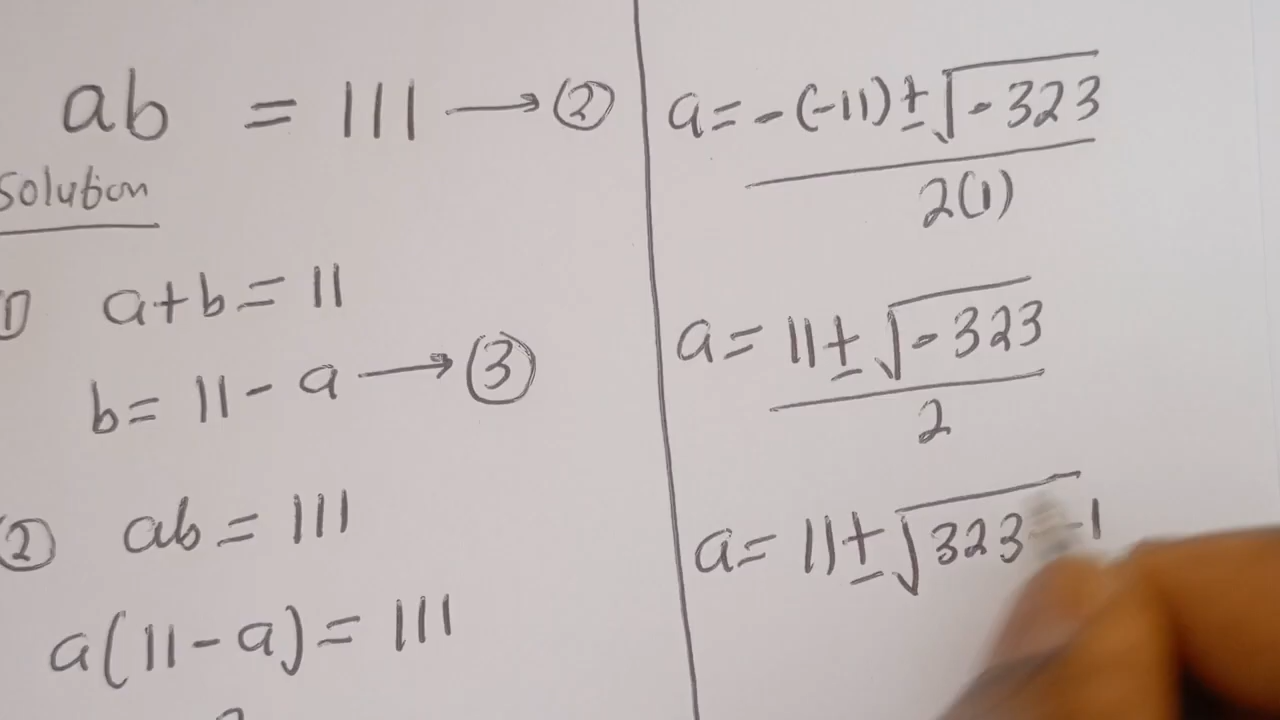 ab = 111 → ②
Solution
① a+b = 11
b = 11 - a → ③
② ab = 111
a(11-a) = 111
a = -(-11) ± √-323
2(1)
a = 11 ± √-323
2
a = 11 ± √323 -1